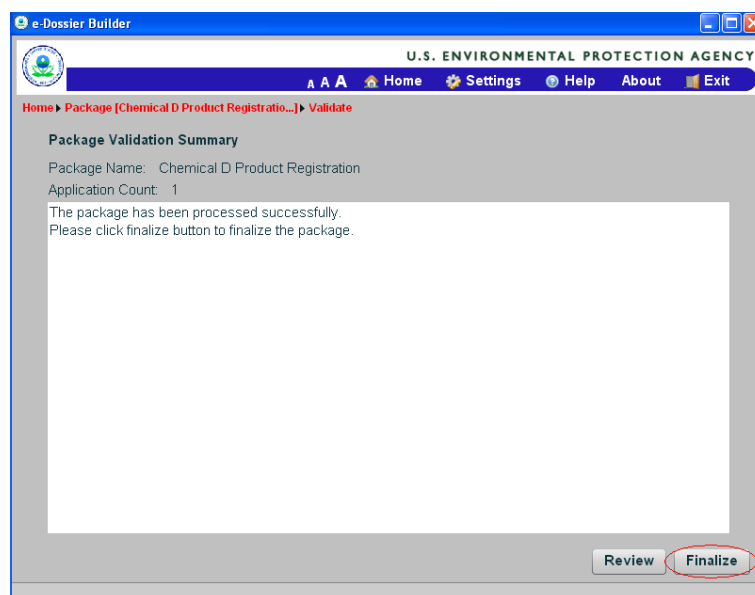 e-Dossier Builder
U.S. ENVIRONMENTAL PROTECTION AGENCY
A A A Home Settings Help About Exit
Home Package [Chemical D Product Registratio...] Validate
Package Validation Summary
Package Name: Chemical D Product Registration
Application Count: 1
The package has been processed successfully.
Please click finalize button to finalize the package.
Review Finalize